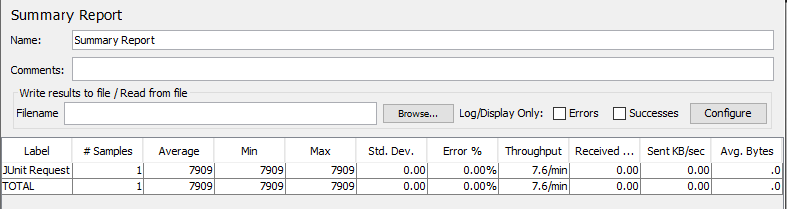 Summary Report
Name: Summary Report
Comments:
Write results to file / Read from file
Filename Browse... Log/Display Only: Errors Successes Configure
Label # Samples Average Min Max Std. Dev. Error % Throughput Received ... Sent KB/sec Avg. Bytes
JUnit Request 1 7909 7909 7909 0.00 0.00% 7.6/min 0.00 0.00 .0
TOTAL 1 7909 7909 7909 0.00 0.00% 7.6/min 0.00 0.00 .0